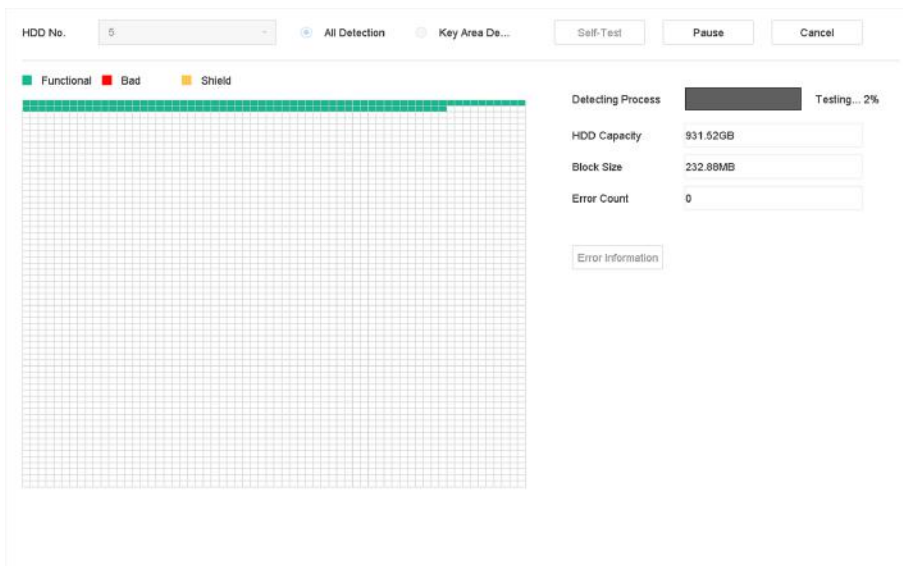 HDD No. 5 All Detection Key Area De... Self-Test Pause Cancel
Functional Bad Shield
Detecting Process Testing... 2%
HDD Capacity 931.52GB
Block Size 232.88MB
Error Count 0
Error Information